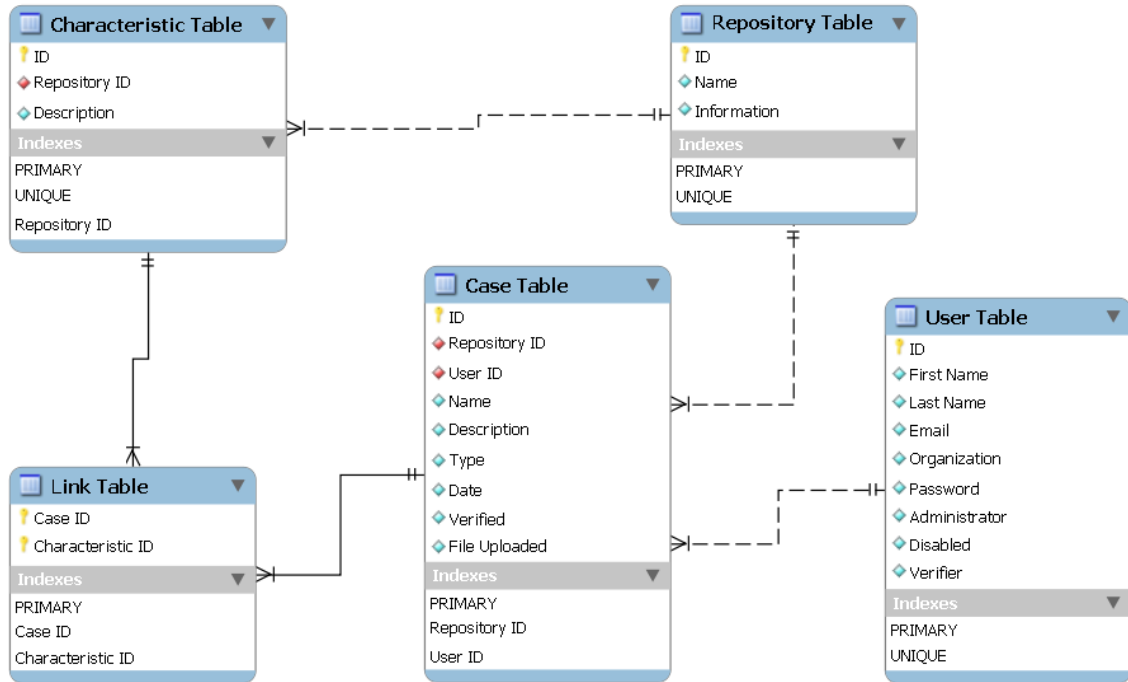 Characteristic Table
ID
Repository ID
Description
Indexes
PRIMARY
UNIQUE
Repository ID
Repository Table
ID
Name
Information
Indexes
PRIMARY
UNIQUE
Case Table
ID
Repository ID
User ID
Name
Description
Type
Date
Verified
File Uploaded
Indexes
PRIMARY
Repository ID
User ID
User Table
ID
First Name
Last Name
Email
Organization
Password
Administrator
Disabled
Verifier
Indexes
PRIMARY
UNIQUE
Link Table
Case ID
Characteristic ID
Indexes
PRIMARY
Case ID
Characteristic ID